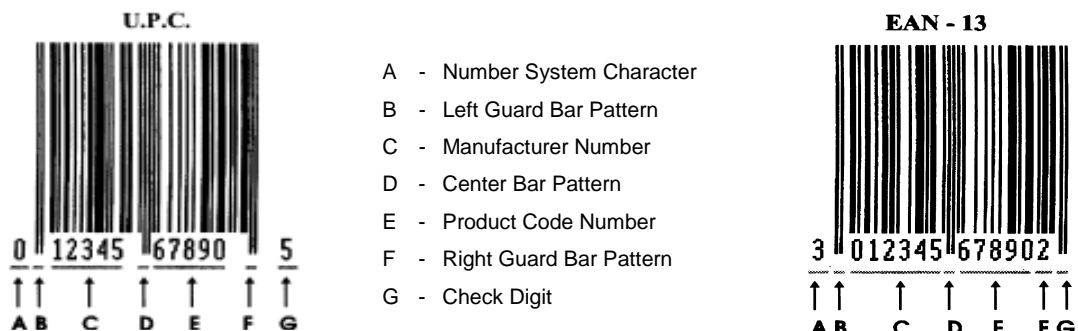 U.P.C.
0 12345 67890 5
A B C D E F G
A - Number System Character
B - Left Guard Bar Pattern
C - Manufacturer Number
D - Center Bar Pattern
E - Product Code Number
F - Right Guard Bar Pattern
G - Check Digit
EAN - 13
3 012345 678902
A B C D E F G